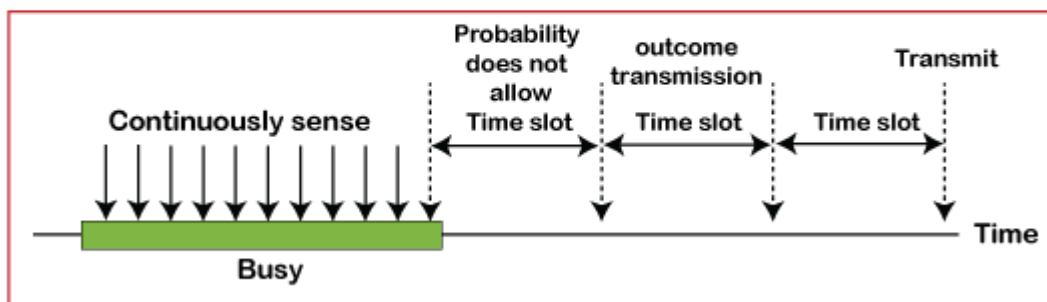 Probability
does not
allow
Time slot
outcome
transmission
Time slot
Transmit
Time slot
Continuously sense
Time
Busy